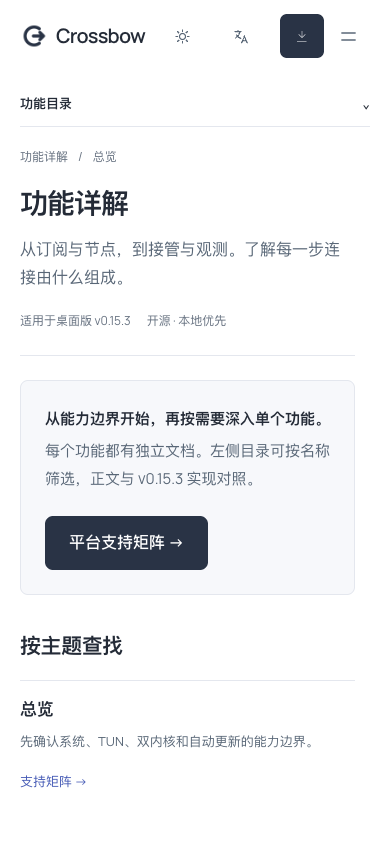 Crossbow
功能目录
功能详解 / 总览
功能详解
从订阅与节点，到接管与观测。了解每一步连
接由什么组成。
适用于桌面版 v0.15.3 开源 · 本地优先
从能力边界开始，再按需要深入单个功能。
每个功能都有独立文档。左侧目录可按名称
筛选，正文与 v0.15.3 实现对照。
平台支持矩阵 →
按主题查找
总览
先确认系统、TUN、双内核和自动更新的能力边界。
支持矩阵 →